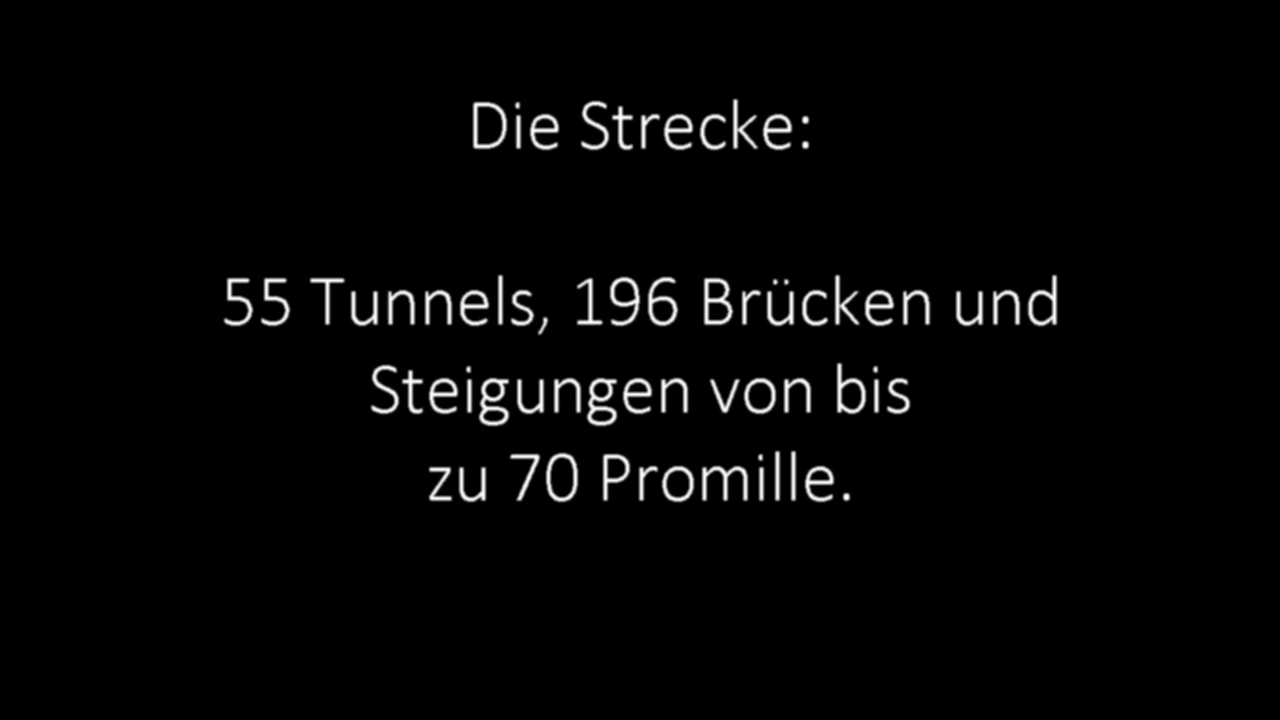 Die Strecke:
55 Tunnels, 196 Brücken und
Steigungen von bis
zu 70 Promille.